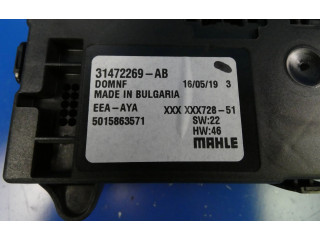 31472269-AB
DOMNF 16/05/19 3
MADE IN BULGARIA
EEA-AYA XXX XXX728-51
5015863571 SW:22
HW:46
MAHLE